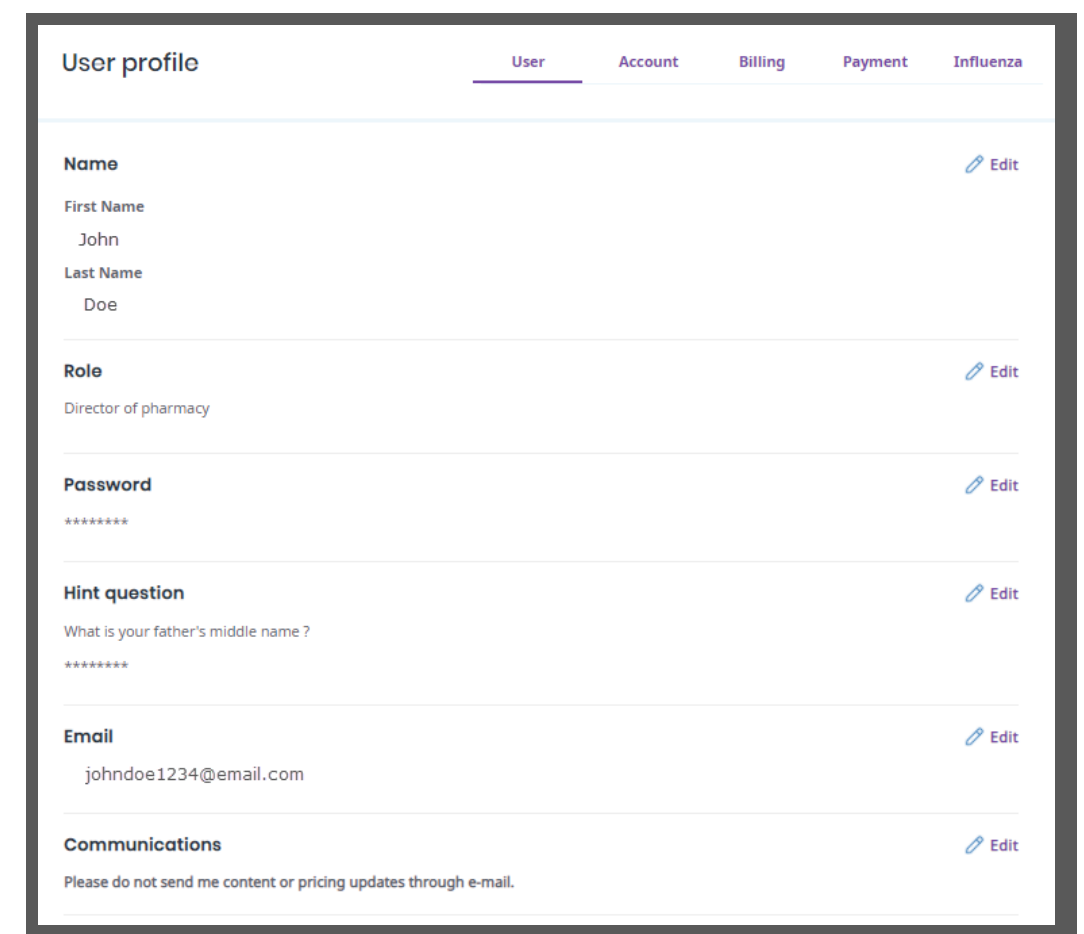 User profile
User Account Billing Payment Influenza
Name
Edit
First Name
John
Last Name
Doe
Role
Edit
Director of pharmacy
Password
Edit
********
Hint question
Edit
What is your father's middle name ?
********
Email
Edit
johndoe1234@email.com
Communications
Edit
Please do not send me content or pricing updates through e-mail.